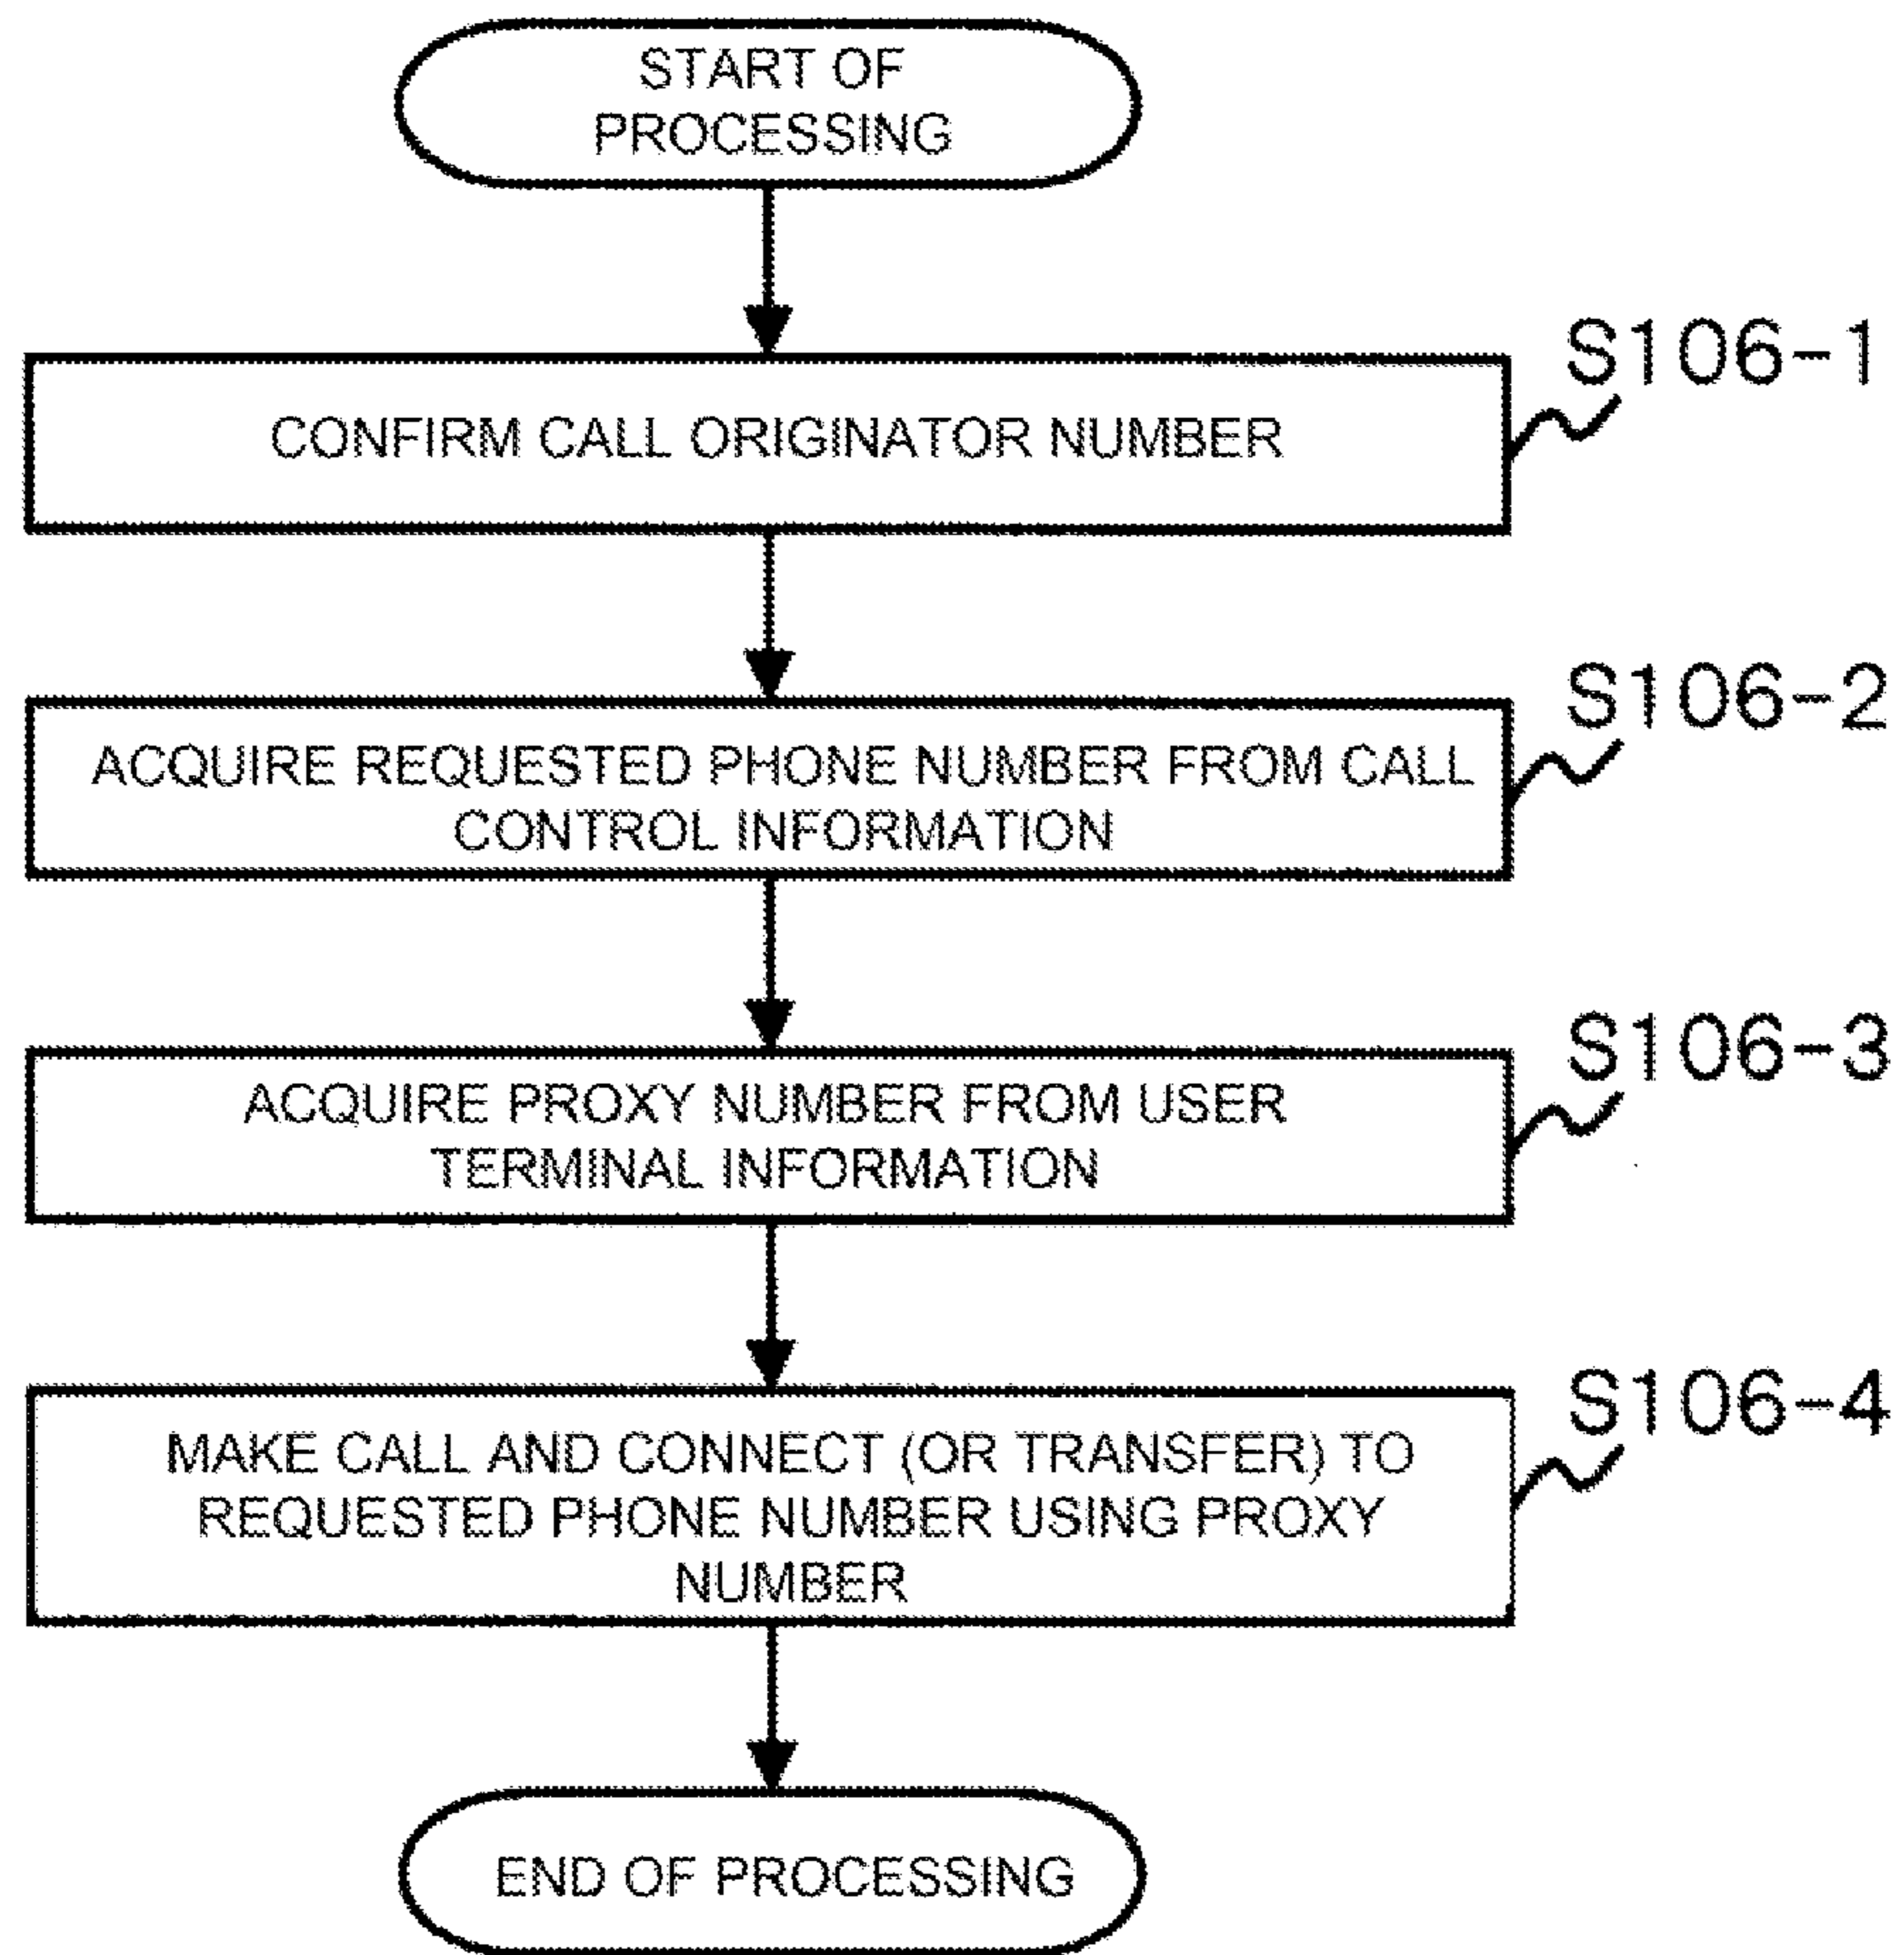 START OF
PROCESSING
S106-1
CONFIRM CALL ORIGINATOR NUMBER
S106-2
ACQUIRE REQUESTED PHONE NUMBER FROM CALL
CONTROL INFORMATION
S106-3
ACQUIRE PROXY NUMBER FROM USER
TERMINAL INFORMATION
S106-4
MAKE CALL AND CONNECT (OR TRANSFER) TO
REQUESTED PHONE NUMBER USING PROXY
NUMBER
END OF PROCESSING